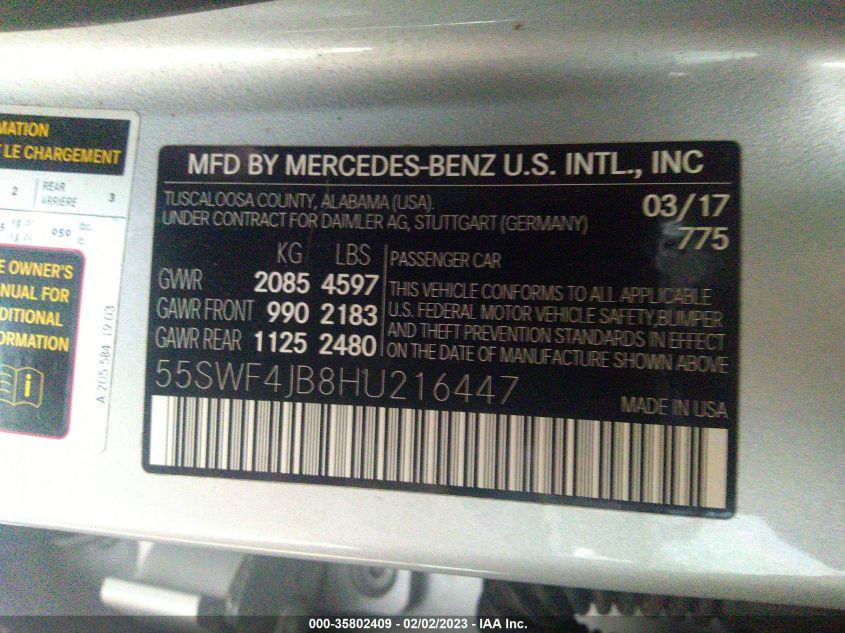 MATION
T LE CHARGEMENT
2 REAR ARRIÈRE 3
959 lbs.
E OWNER'S
ANUAL FOR
DITIONAL
ORMATION
A 205 584 19 03
MFD BY MERCEDES-BENZ U.S. INTL., INC
TUSCALOOSA COUNTY, ALABAMA (USA). 03/17
UNDER CONTRACT FOR DAIMLER AG, STUTTGART (GERMANY) 775
KG LBS
GVWR 2085 4597
GAWR FRONT 990 2183
GAWR REAR 1125 2480
PASSENGER CAR
THIS VEHICLE CONFORMS TO ALL APPLICABLE
U.S. FEDERAL MOTOR VEHICLE SAFETY,BUMPER
AND THEFT PREVENTION STANDARDS IN EFFECT
ON THE DATE OF MANUFACTURE SHOWN ABOVE
55SWF4JB8HU216447
MADE IN USA
000-35802409 - 02/02/2023 - IAA Inc.